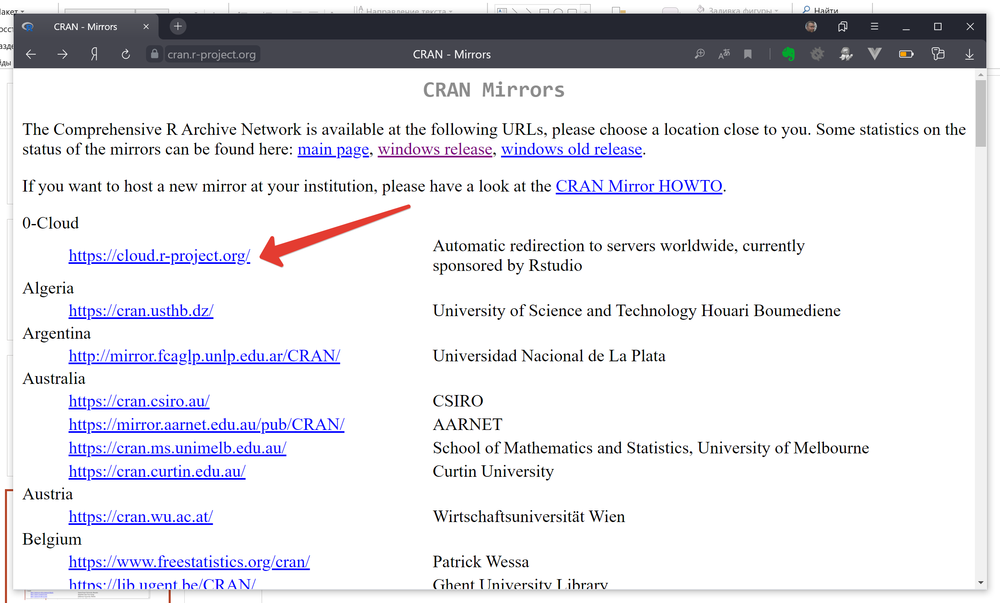 Направление текста
Заливка фигуры
Найти
CRAN - Mirrors
cran.r-project.org
CRAN - Mirrors
CRAN Mirrors
The Comprehensive R Archive Network is available at the following URLs, please choose a location close to you. Some statistics on the
status of the mirrors can be found here: main page, windows release, windows old release.
If you want to host a new mirror at your institution, please have a look at the CRAN Mirror HOWTO.
0-Cloud
https://cloud.r-project.org/
Automatic redirection to servers worldwide, currently
sponsored by Rstudio
Algeria
https://cran.usthb.dz/
University of Science and Technology Houari Boumediene
Argentina
http://mirror.fcaglp.unlp.edu.ar/CRAN/
Universidad Nacional de La Plata
Australia
https://cran.csiro.au/
CSIRO
https://mirror.aarnet.edu.au/pub/CRAN/
AARNET
https://cran.ms.unimelb.edu.au/
School of Mathematics and Statistics, University of Melbourne
https://cran.curtin.edu.au/
Curtin University
Austria
https://cran.wu.ac.at/
Wirtschaftsuniversität Wien
Belgium
https://www.freestatistics.org/cran/
Patrick Wessa
https://lib.ugent.be/CRAN/
Ghent University Library